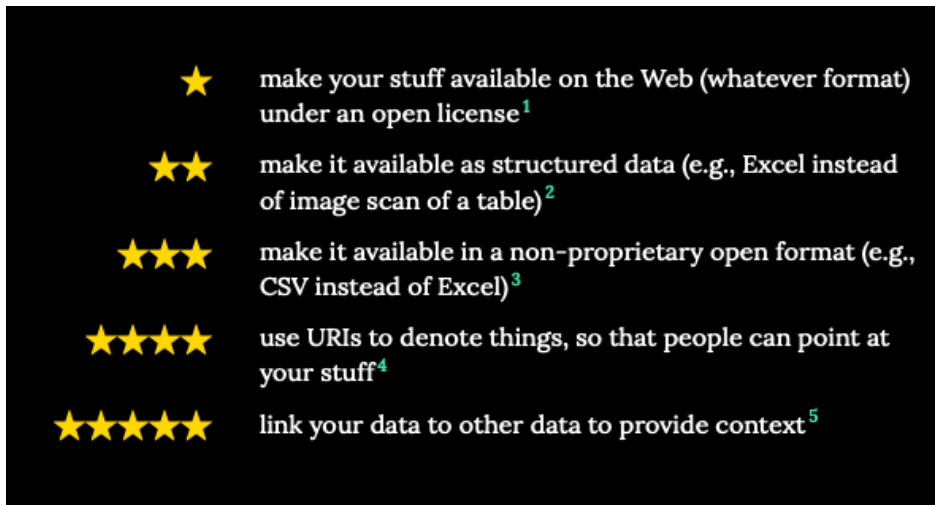 ★ make your stuff available on the Web (whatever format)
under an open license1
★★ make it available as structured data (e.g., Excel instead
of image scan of a table)2
★★★ make it available in a non-proprietary open format (e.g.,
CSV instead of Excel)3
★★★★ use URIs to denote things, so that people can point at
your stuff4
★★★★★ link your data to other data to provide context5